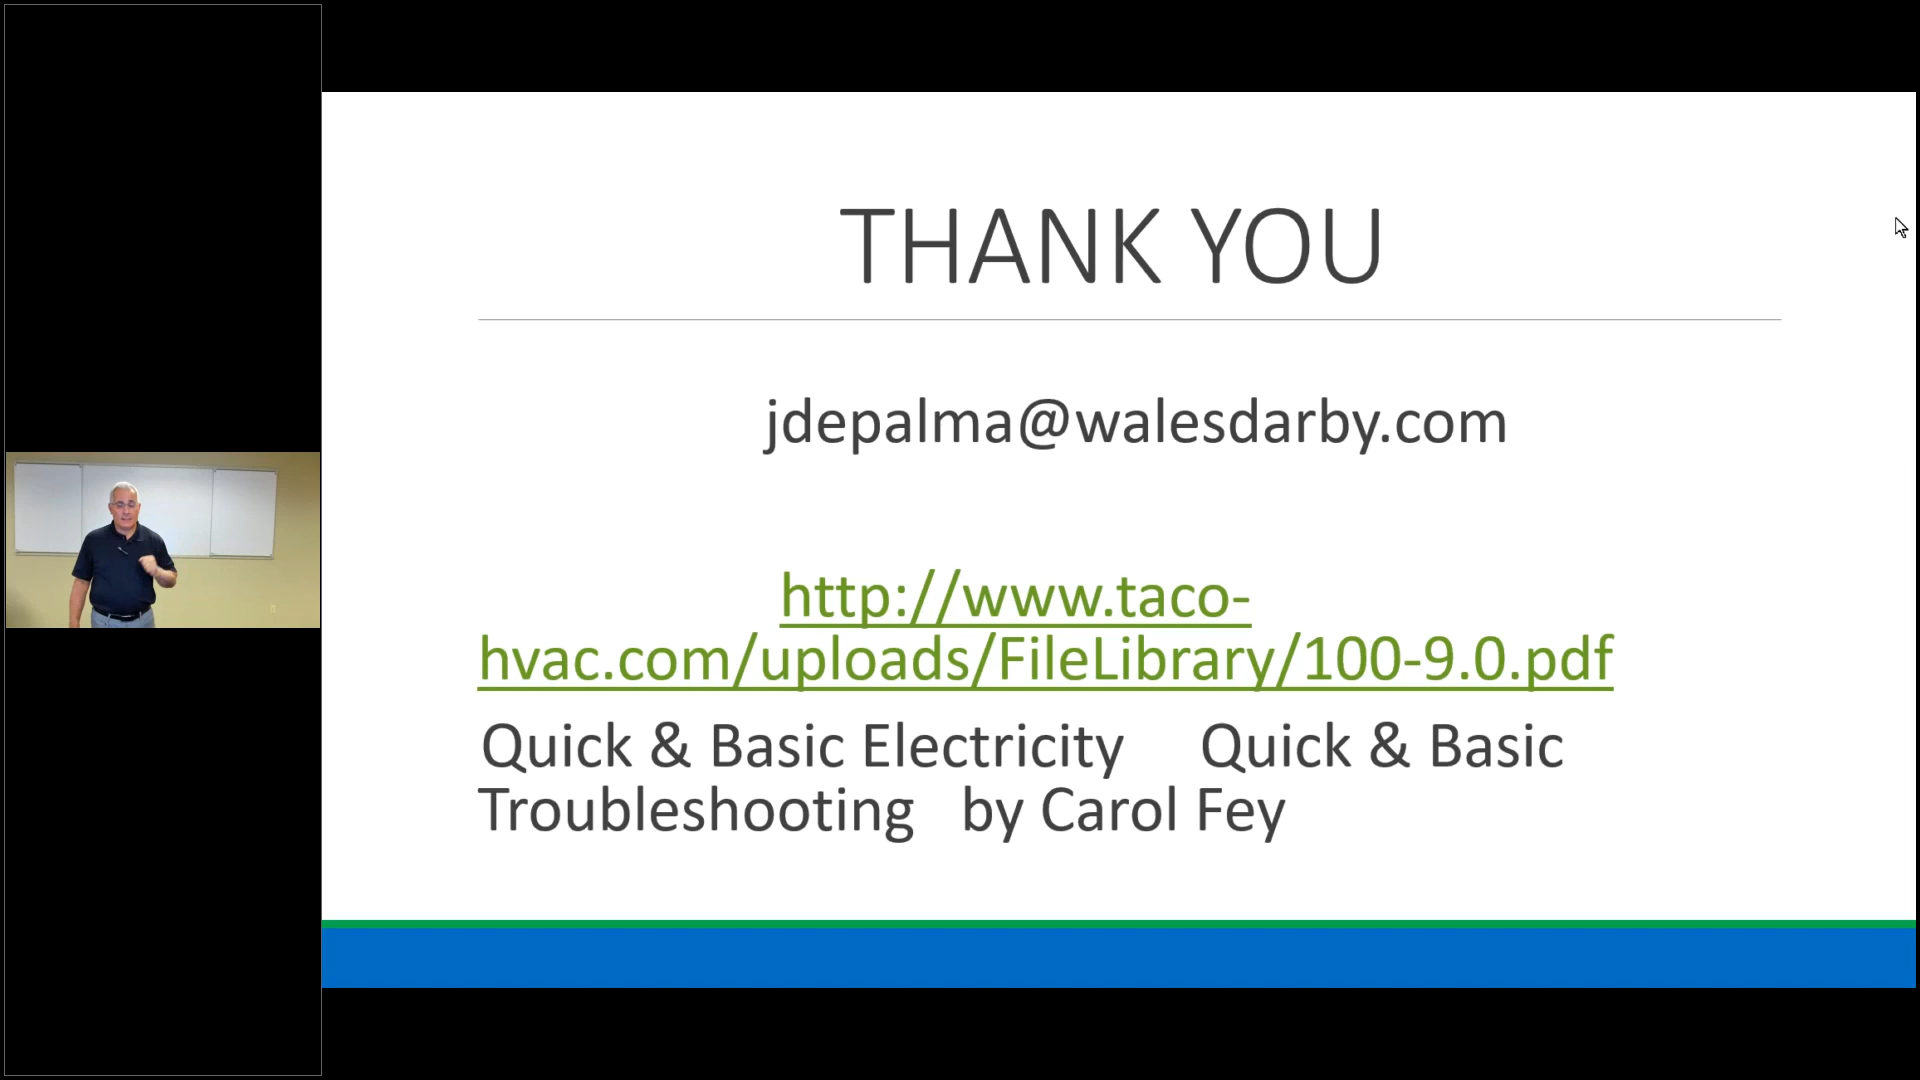 THANK YOU
jdepalma@walesdarby.com
http://www.taco-
hvac.com/uploads/FileLibrary/100-9.0.pdf
Quick & Basic Electricity Quick & Basic
Troubleshooting by Carol Fey